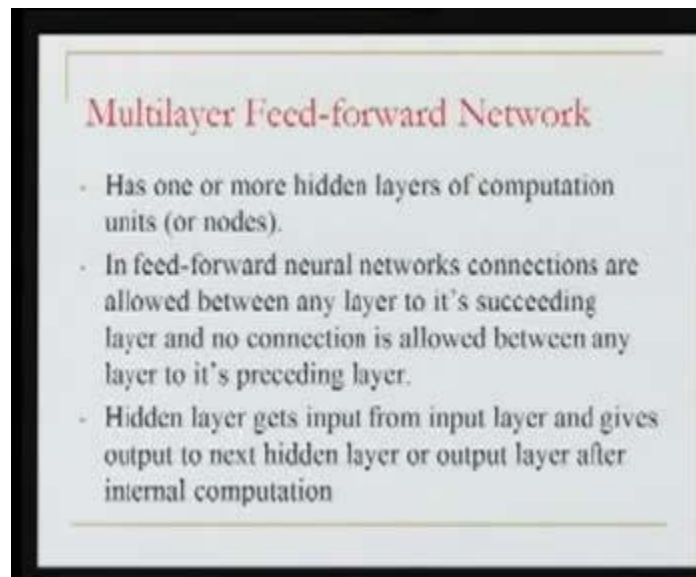 Multilayer Feed-forward Network
- Has one or more hidden layers of computation
units (or nodes).
- In feed-forward neural networks connections are
allowed between any layer to it's succeeding
layer and no connection is allowed between any
layer to it's preceding layer.
- Hidden layer gets input from input layer and gives
output to next hidden layer or output layer after
internal computation